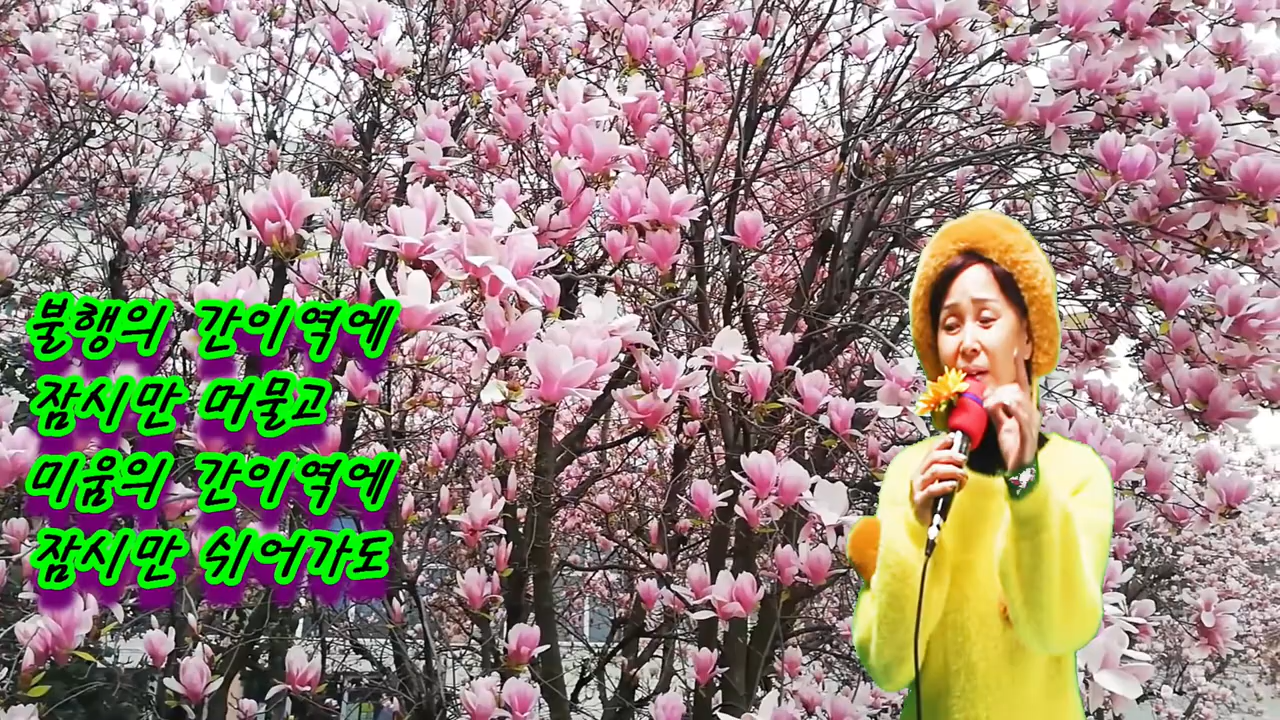 불행의 간이역에
잠시만 머물고
미움의 간이역에
잠시만 쉬어가도